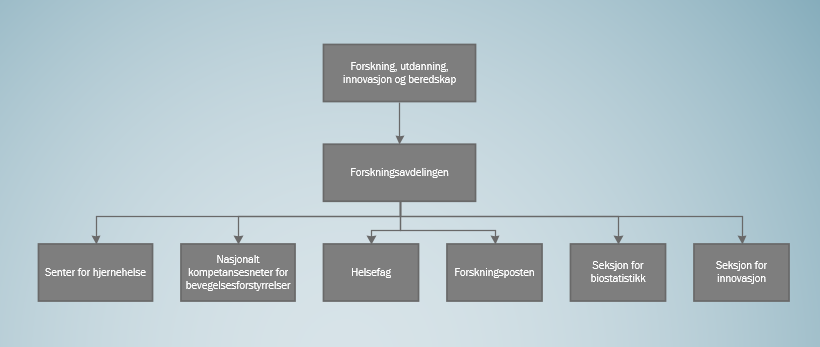 Forskning, utdanning,
innovasjon og beredskap
Forskningsavdelingen
Senter for hjernehelse
Nasjonalt
kompetansesneter for
bevegelsesforstyrrelser
Helsefag
Forskningsposten
Seksjon for
biostatistikk
Seksjon for
innovasjon